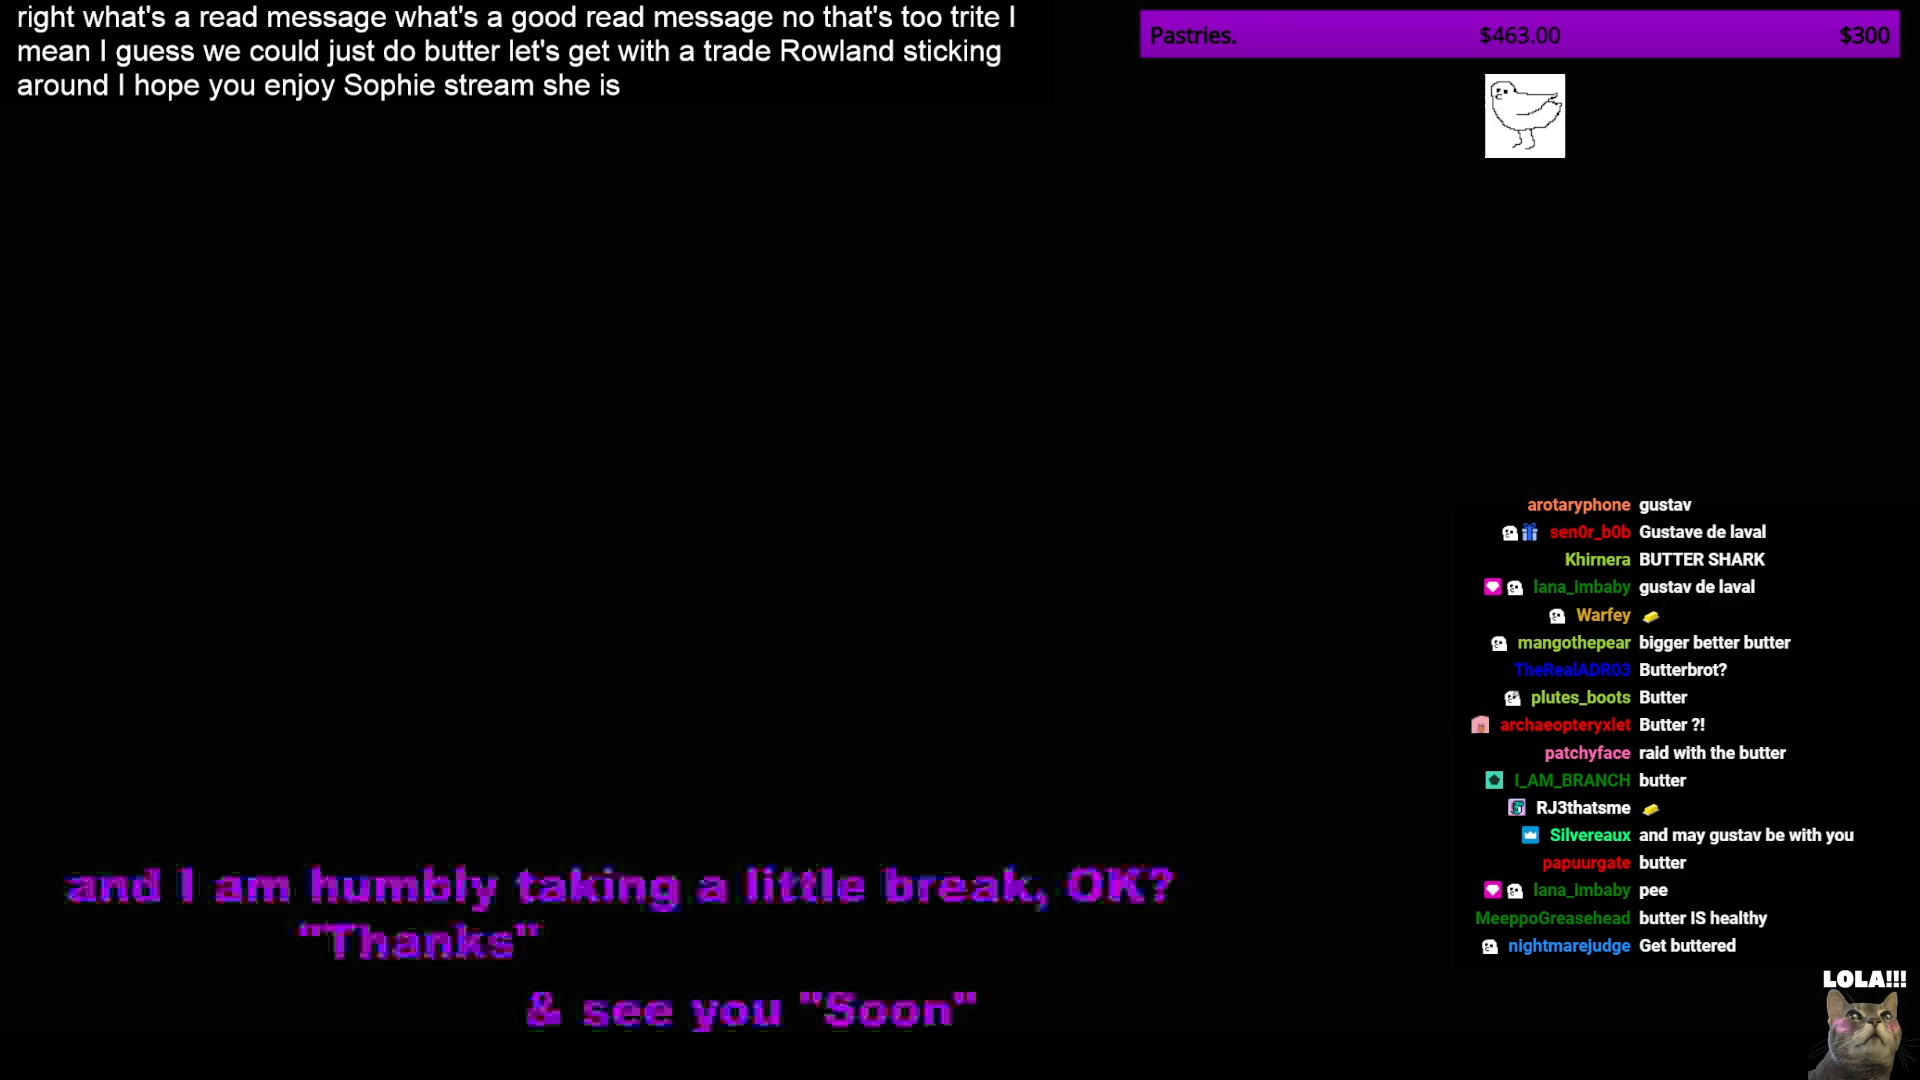 right what's a read message what's a good read message no that's too trite I
mean I guess we could just do butter let's get with a trade Rowland sticking
around I hope you enjoy Sophie stream she is
Pastries. $463.00 $300
arotaryphone gustav
sen0r_b0b Gustave de laval
Khirnera BUTTER SHARK
lana_imbaby gustav de laval
Warfey
mangothepear bigger better butter
TheRealADR03 Butterbrot?
plutes_boots Butter
archaeopteryxlet Butter ?!
patchyface raid with the butter
I_AM_BRANCH butter
RJ3thatsme
Silvereaux and may gustav be with you
papuurgate butter
lana_imbaby pee
MeeppoGreasehead butter IS healthy
nightmarejudge Get buttered
and I am humbly taking a little break, OK?
"Thanks"
& see you "Soon"
LOLA!!!